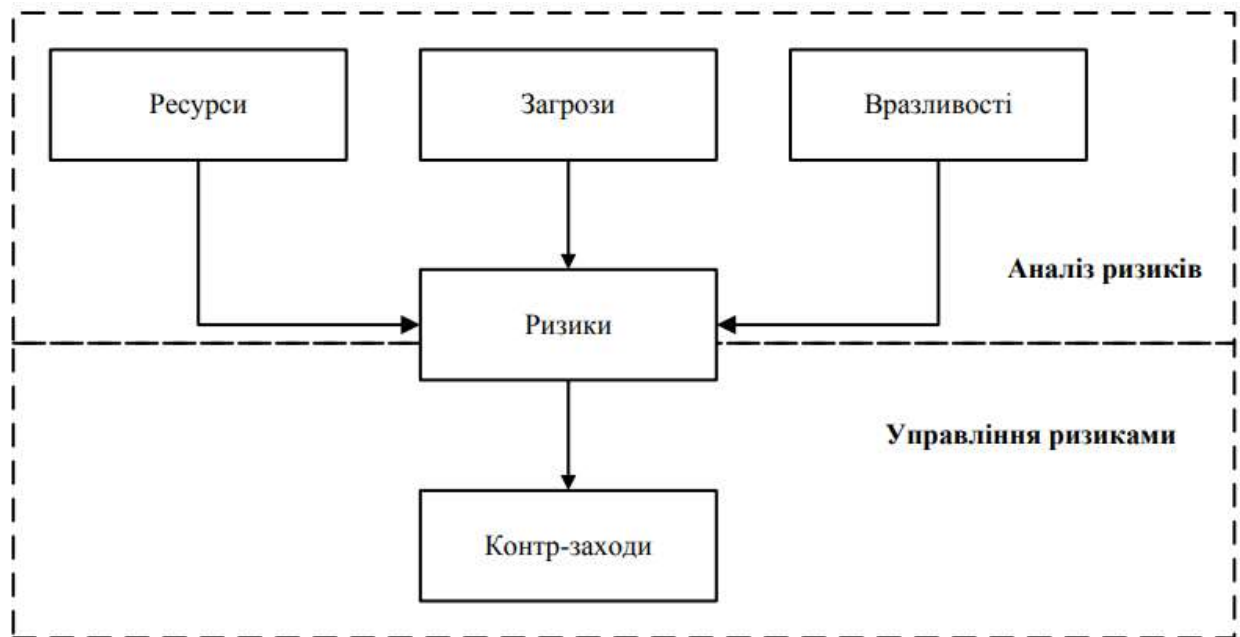 Ресурси
Загрози
Вразливості
Аналіз ризиків
Ризики
Управління ризиками
Контр-заходи